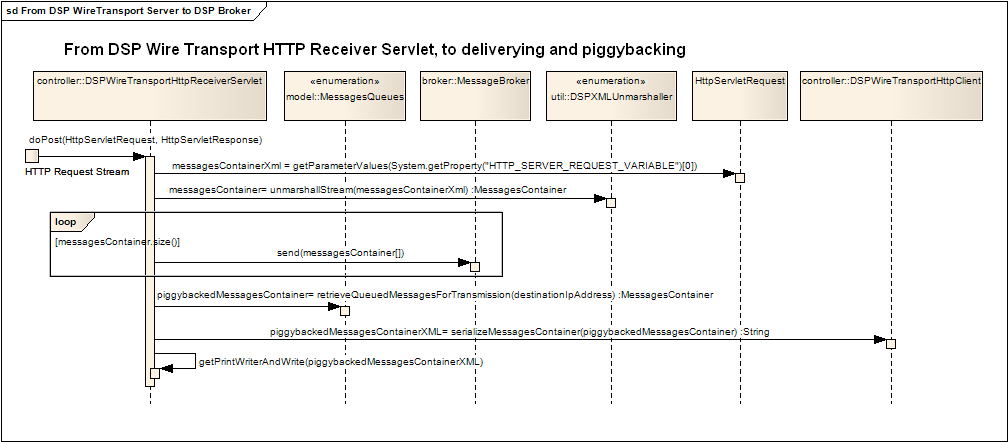 sd From DSP WireTransport Server to DSP Broker
From DSP Wire Transport HTTP Receiver Servlet, to deliverying and piggybacking
controller::DSPWireTransportHttpReceiverServlet
«enumeration»
model::MessagesQueues
broker::MessageBroker
«enumeration»
util::DSPXMLUnmarshaller
HttpServletRequest
controller::DSPWireTransportHttpClient
doPost(HttpServletRequest, HttpServletResponse)
HTTP Request Stream
messagesContainerXml = getParameterValues(System.getProperty("HTTP_SERVER_REQUEST_VARIABLE")[0])
messagesContainer= unmarshallStream(messagesContainerXml) :MessagesContainer
loop
[messagesContainer.size()]
send(messagesContainer[])
piggybackedMessagesContainer= retrieveQueuedMessagesForTransmission(destinationIpAddress) :MessagesContainer
piggybackedMessagesContainerXML= serializeMessagesContainer(piggybackedMessagesContainer) :String
getPrintWriterAndWrite(piggybackedMessagesContainerXML)